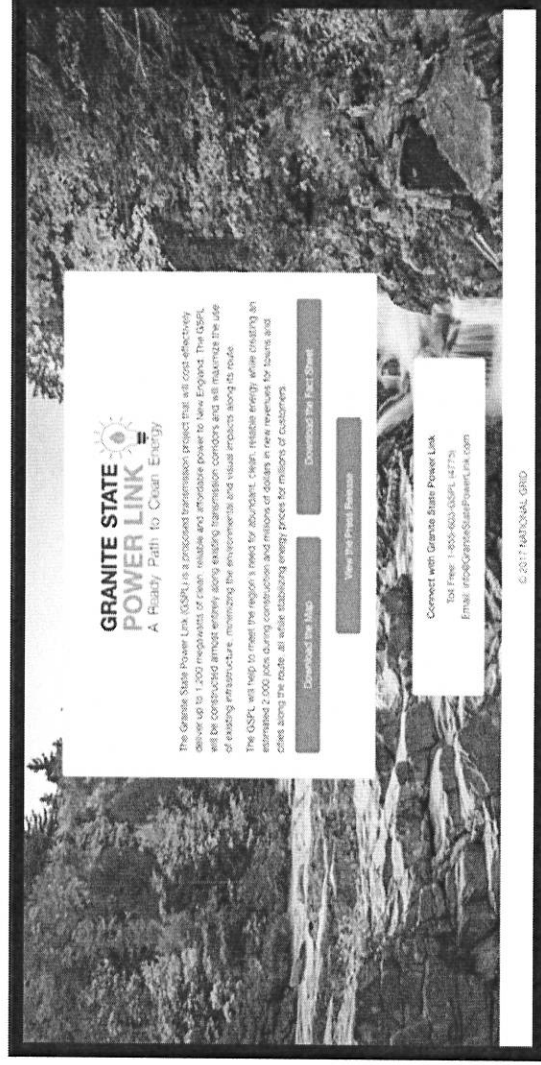 GRANITE STATE
POWER LINK
A Ready Path to Clean Energy
The Granite State Power Link (GSPL) is a proposed transmission project that will cost-effectively
deliver up to 1,200 megawatts of clean, reliable and affordable power to New England. The GSPL
will be constructed almost entirely along existing transmission corridors and will maximize the use
of existing infrastructure, minimizing the environmental and visual impacts along its route.
The GSPL will help to meet the region's need for abundant, clean, reliable energy while creating an
estimated 2,000 jobs during construction and millions of dollars in new revenues for towns and
cities along the route, all while stabilizing energy prices for millions of customers.
Download the Map
Download the Fact Sheet
View the Press Release
Connect with Granite State Power Link
Toll Free: 1-855-603-GSPL (4775)
Email: info@GraniteStatePowerLink.com
© 2017 NATIONAL GRID